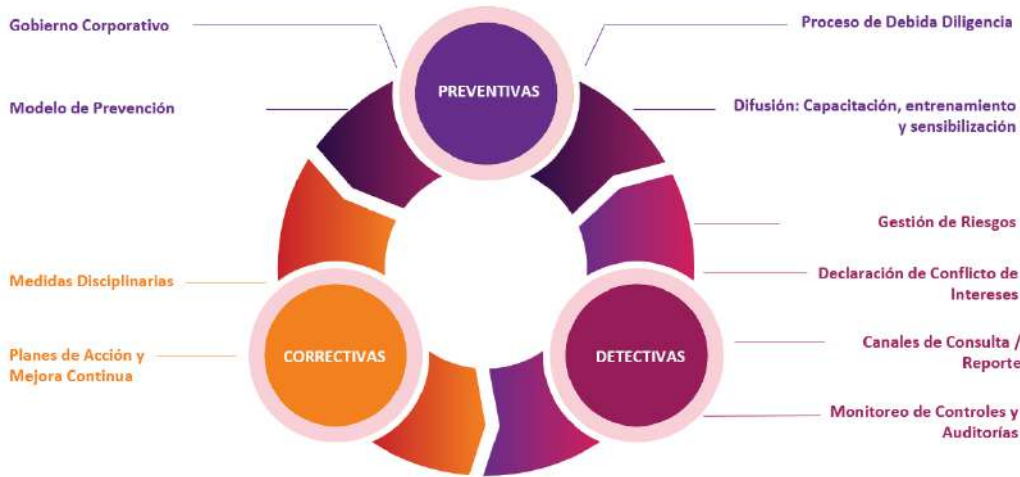 Gobierno Corporativo
Modelo de Prevención
PREVENTIVAS
Proceso de Debida Diligencia
Difusión: Capacitación, entrenamiento
y sensibilización
Gestión de Riesgos
Declaración de Conflicto de
Intereses
Canales de Consulta /
Reporte
Monitoreo de Controles y
Auditorías
DETECTIVAS
CORRECTIVAS
Medidas Disciplinarias
Planes de Acción y
Mejora Continua